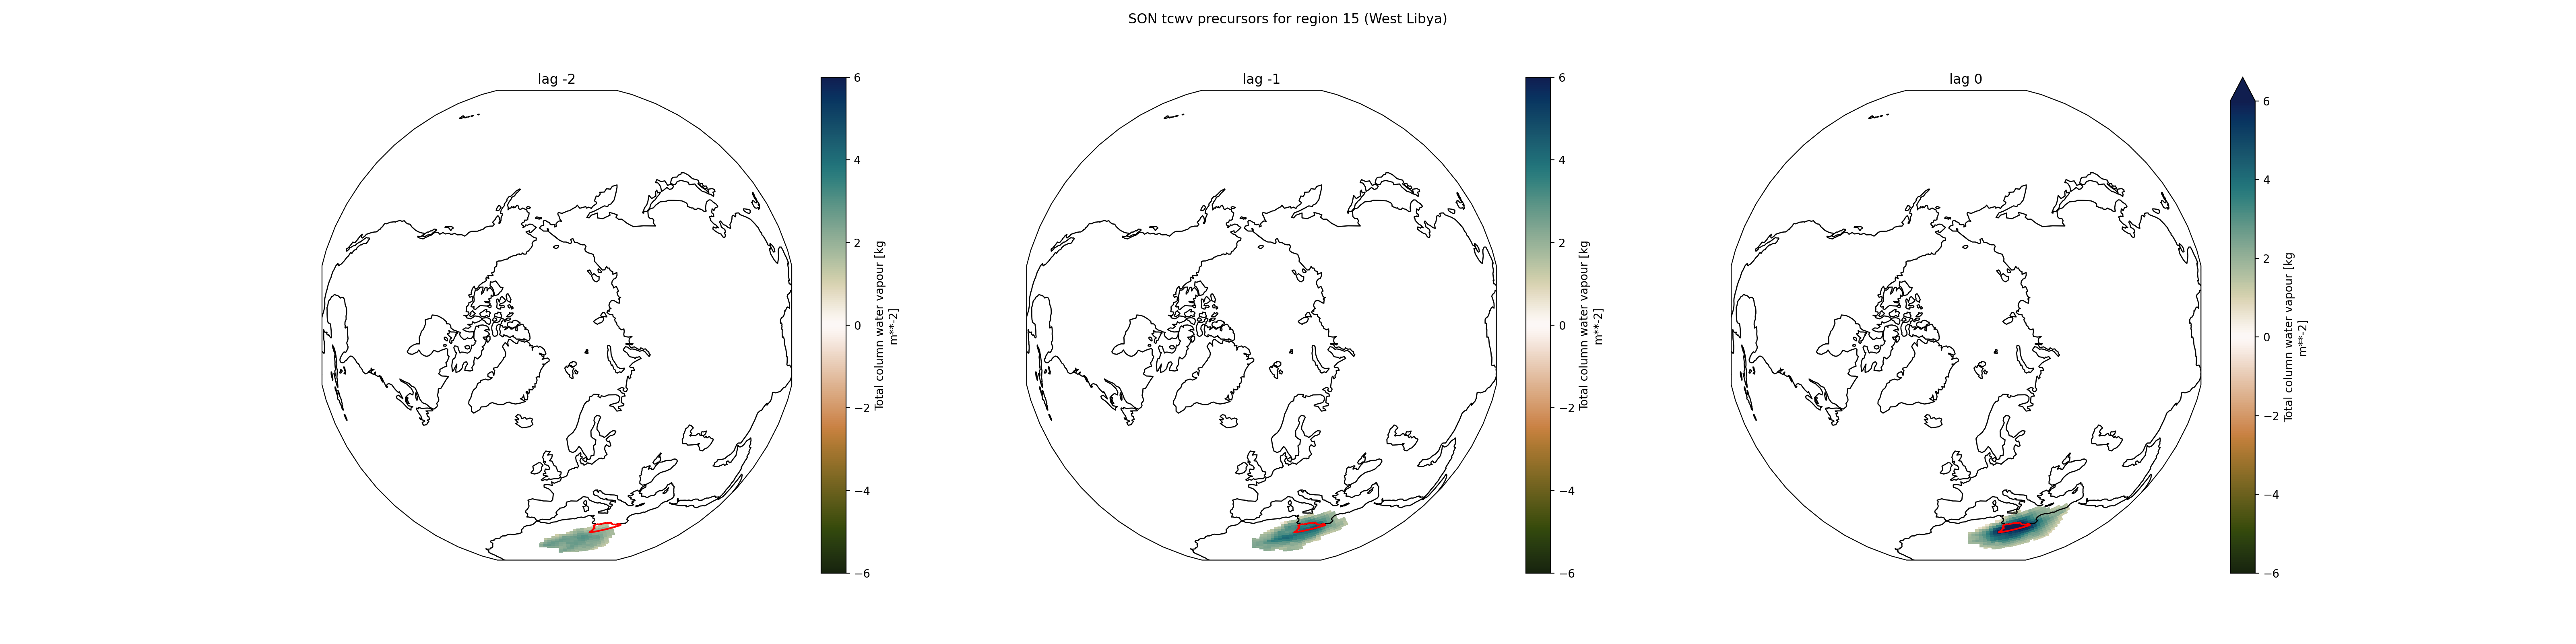 SON tcwv precursors for region 15 (West Libya)
lag -2
6
4
2
0
−2
−4
−6
Total column water vapour [kg
m**-2]
lag -1
6
4
2
0
−2
−4
−6
Total column water vapour [kg
m**-2]
lag 0
6
4
2
0
−2
−4
−6
Total column water vapour [kg
m**-2]